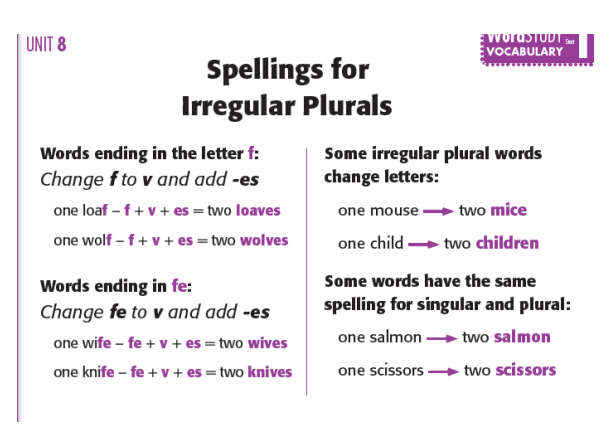 UNIT 8
WordSTUDY
VOCABULARY
1
Spellings for
Irregular Plurals
Words ending in the letter f:
Change f to v and add -es
one loaf – f + v + es = two loaves
one wolf – f + v + es = two wolves
Words ending in fe:
Change fe to v and add -es
one wife – fe + v + es = two wives
one knife – fe + v + es = two knives
Some irregular plural words
change letters:
one mouse → two mice
one child → two children
Some words have the same
spelling for singular and plural:
one salmon → two salmon
one scissors → two scissors